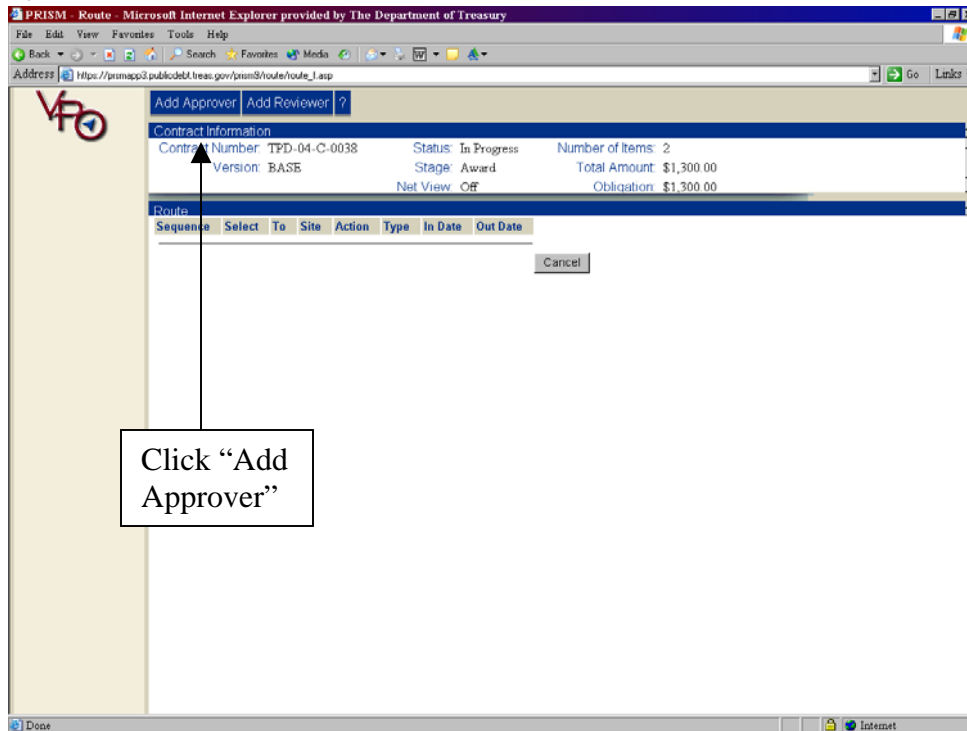 PRISM - Route - Microsoft Internet Explorer provided by The Department of Treasury
File Edit View Favorites Tools Help
Back Search Favorites Media
Address https://prismapp3.publicdebt.treas.gov/prism8/route/route_1.asp Go Links
VPO
Add Approver Add Reviewer ?
Contract Information
Contract Number: TPD-04-C-0038 Status: In Progress Number of Items: 2
Version: BASE Stage: Award Total Amount: $1,300.00
Net View: Off Obligation: $1,300.00
Route
Sequence Select To Site Action Type In Date Out Date
Cancel
Click “Add
Approver”
Done Internet